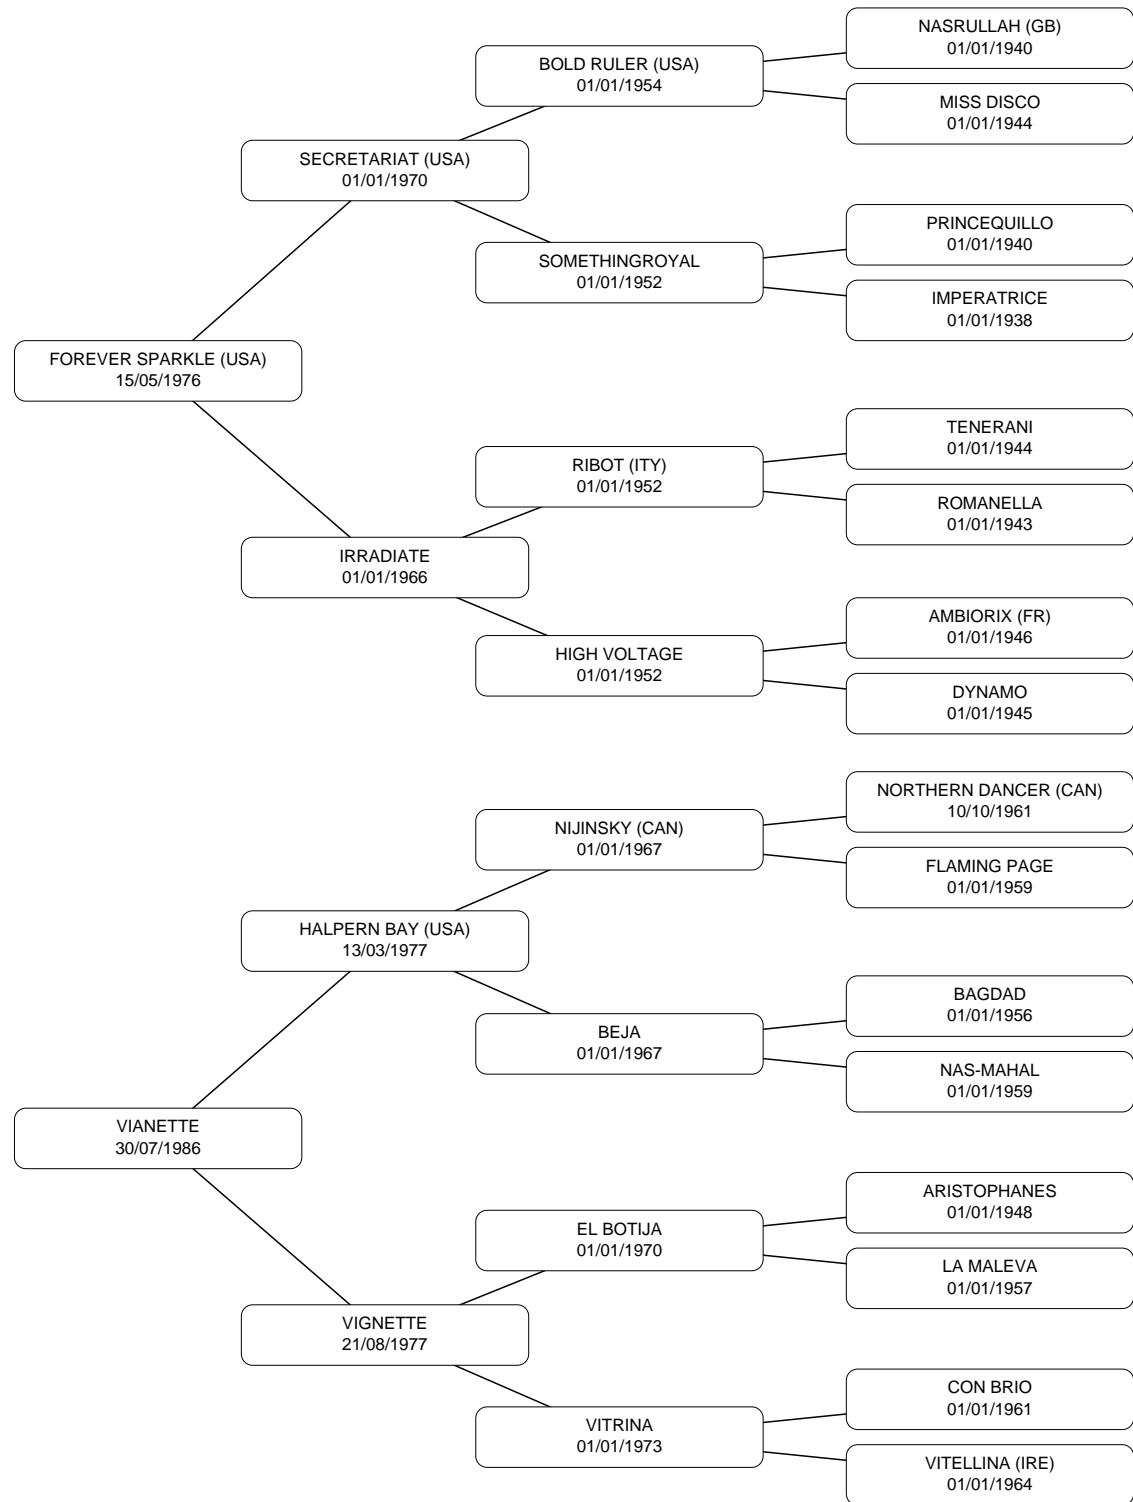 NASRULLAH (GB)
01/01/1940
BOLD RULER (USA)
01/01/1954
MISS DISCO
01/01/1944
SECRETARIAT (USA)
01/01/1970
PRINCEQUILLO
01/01/1940
SOMETHINGROYAL
01/01/1952
IMPERATRICE
01/01/1938
FOREVER SPARKLE (USA)
15/05/1976
TENERANI
01/01/1944
RIBOT (ITY)
01/01/1952
ROMANELLA
01/01/1943
IRRADIATE
01/01/1966
AMBIORIX (FR)
01/01/1946
HIGH VOLTAGE
01/01/1952
DYNAMO
01/01/1945
NORTHERN DANCER (CAN)
10/10/1961
NIJINSKY (CAN)
01/01/1967
FLAMING PAGE
01/01/1959
HALPERN BAY (USA)
13/03/1977
BAGDAD
01/01/1956
BEJA
01/01/1967
NAS-MAHAL
01/01/1959
VIANETTE
30/07/1986
ARISTOPHANES
01/01/1948
EL BOTIJA
01/01/1970
LA MALEVA
01/01/1957
VIGNETTE
21/08/1977
CON BRIO
01/01/1961
VITRINA
01/01/1973
VITELLINA (IRE)
01/01/1964